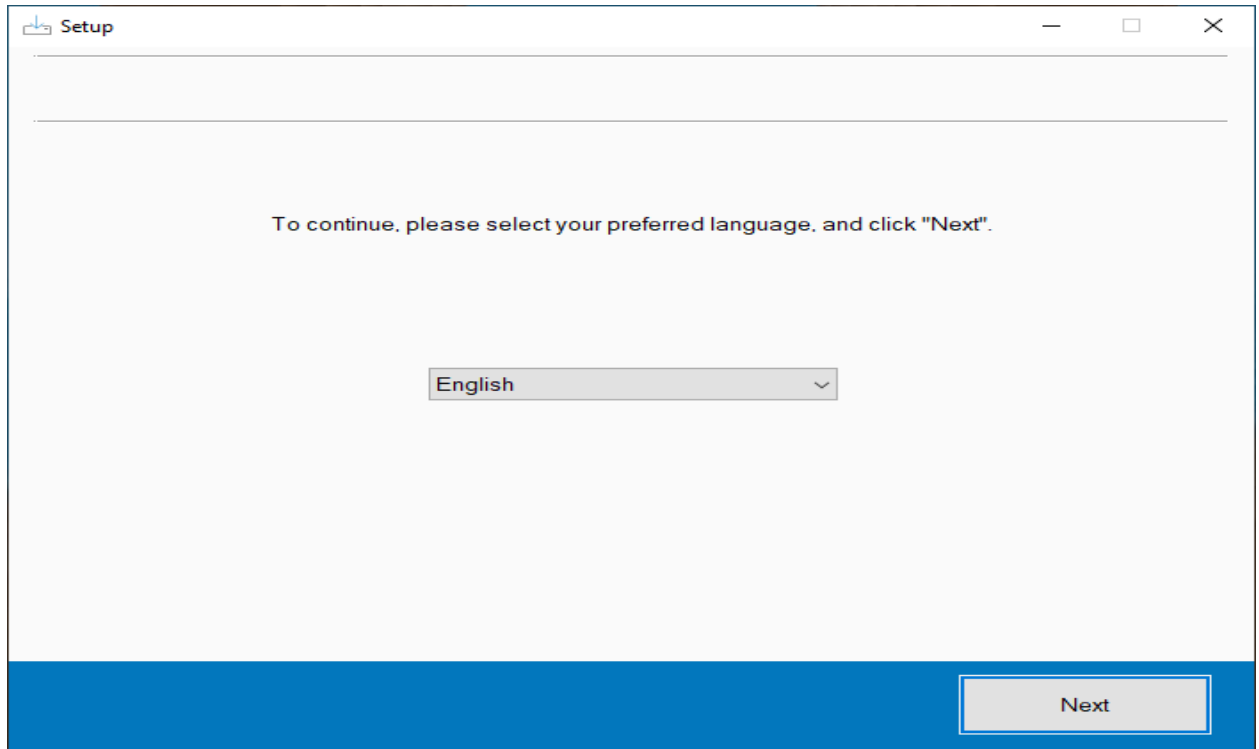 Setup
To continue, please select your preferred language, and click "Next".
English
Next